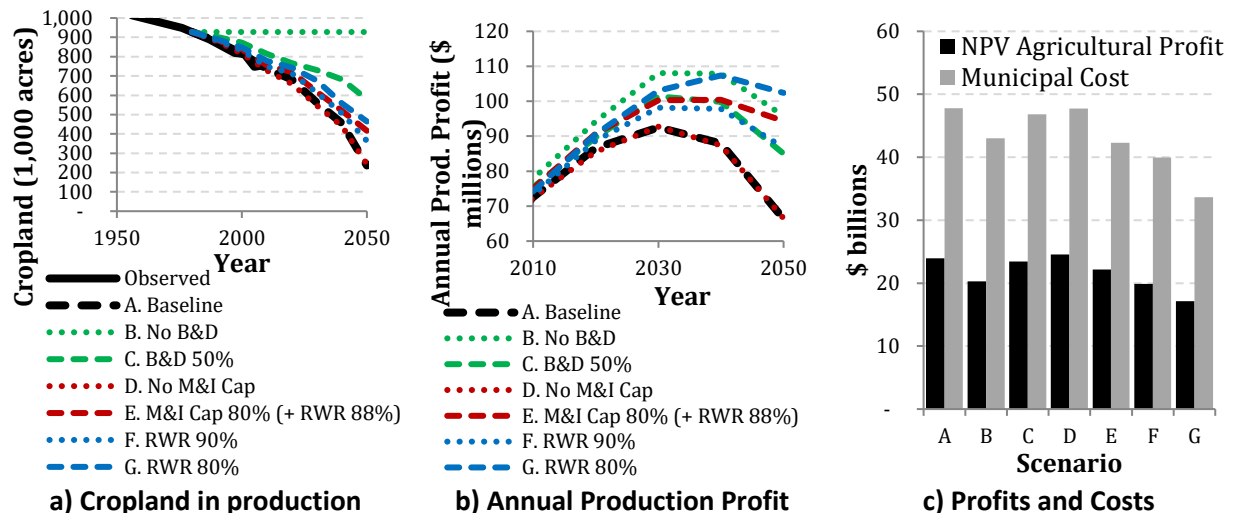 Cropland (1,000 acres)
1,000
900
800
700
600
500
400
300
200
100
-
1950
2000
2050
Year
Observed
A. Baseline
B. No B&D
C. B&D 50%
D. No M&I Cap
E. M&I Cap 80% (+ RWR 88%)
F. RWR 90%
G. RWR 80%
a) Cropland in production
Annual Prod. Profit ($
millions)
120
110
100
90
80
70
60
2010
2030
2050
Year
A. Baseline
B. No B&D
C. B&D 50%
D. No M&I Cap
E. M&I Cap 80% (+ RWR 88%)
F. RWR 90%
G. RWR 80%
b) Annual Production Profit
NPV Agricultural Profit
Municipal Cost
$ billions
50
40
30
20
10
-
A
B
C
D
E
F
G
Scenario
c) Profits and Costs